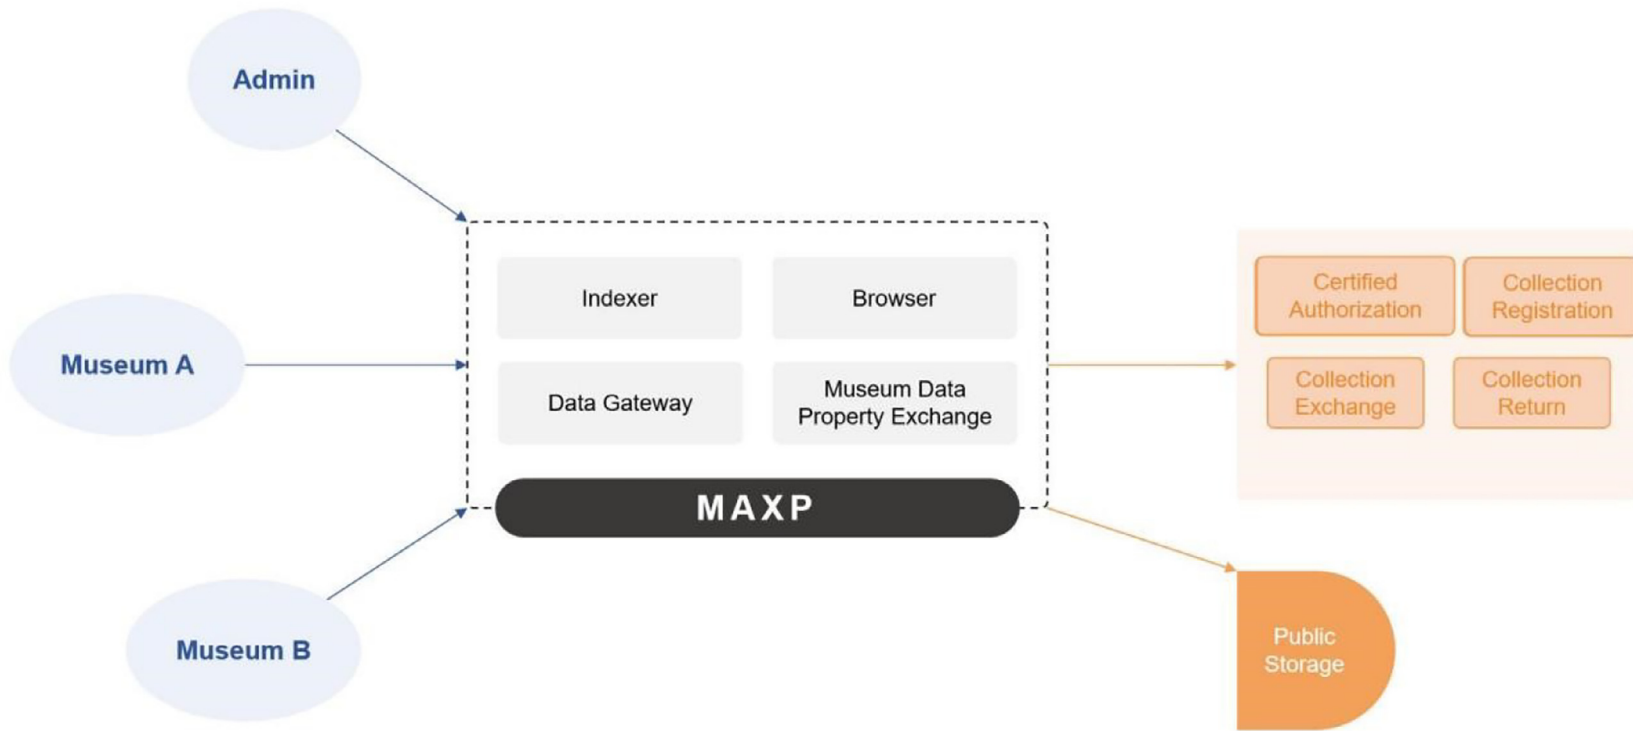 Admin
Museum A
Museum B
Indexer
Browser
Data Gateway
Museum Data
Property Exchange
MAXP
Certified
Authorization
Collection
Registration
Collection
Exchange
Collection
Return
Public
Storage